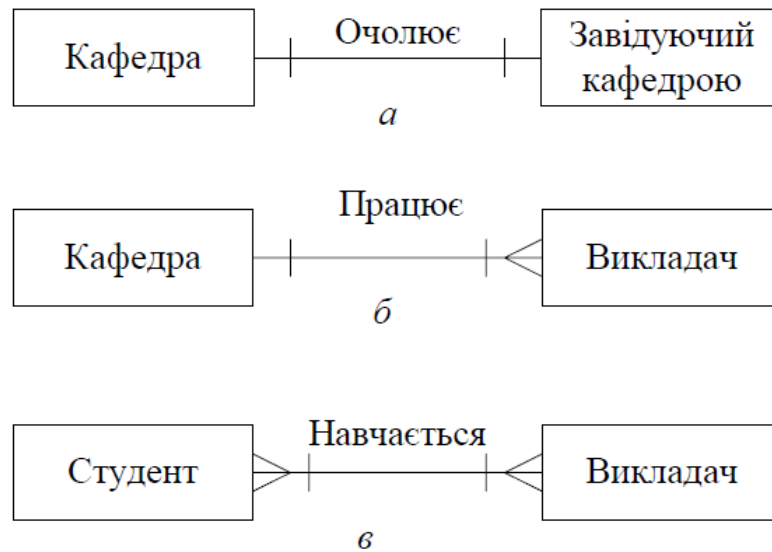 Кафедра
Очолює
Завідуючий
кафедрою
а
Кафедра
Працює
Викладач
б
Студент
Навчається
Викладач
в